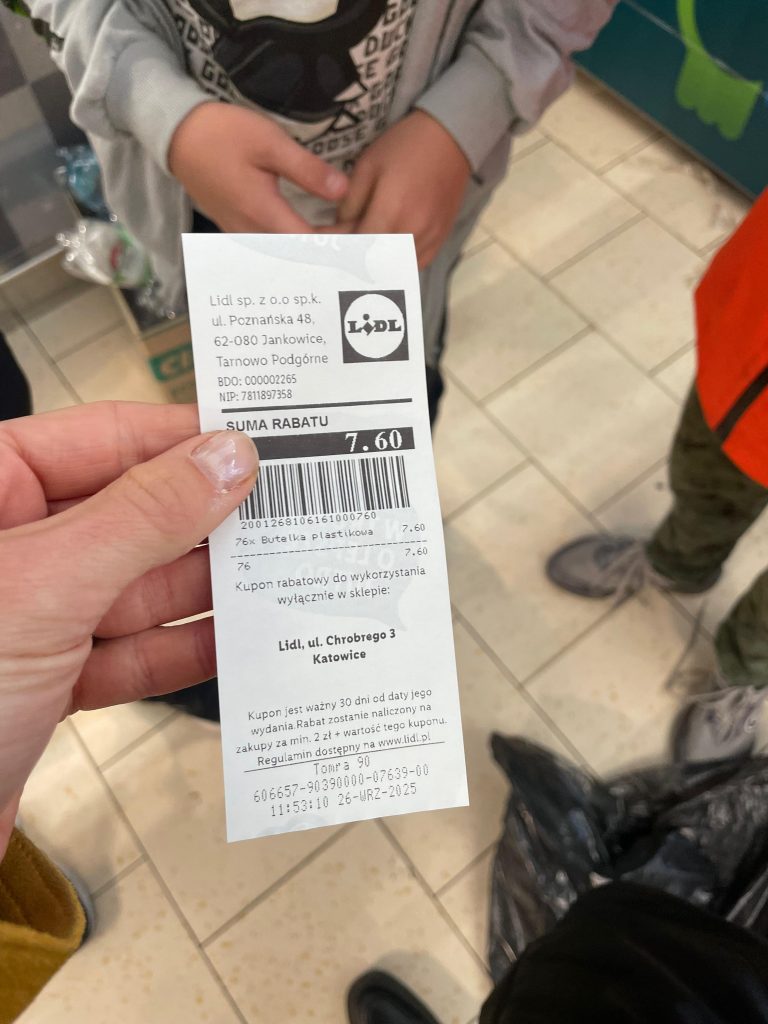 Lidl sp. z o.o sp.k.
ul. Poznańska 48,
62-080 Jankowice,
Tarnowo Podgórne
BDO: 000002265
NIP: 7811897358
LIDL
SUMA RABATU
7.60
2001268106161000760
76x Butelka plastikowa 7.60
76 7.60
Kupon rabatowy do wykorzystania
wyłącznie w sklepie:
Lidl, ul. Chrobrego 3
Katowice
Kupon jest ważny 30 dni od daty jego
wydania.Rabat zostanie naliczony na
zakupy za min. 2 zł + wartość tego kuponu.
Regulamin dostępny na www.lidl.pl
Tomra 90
606657-90390000-07639-00
11:53:10 26-WRZ-2025